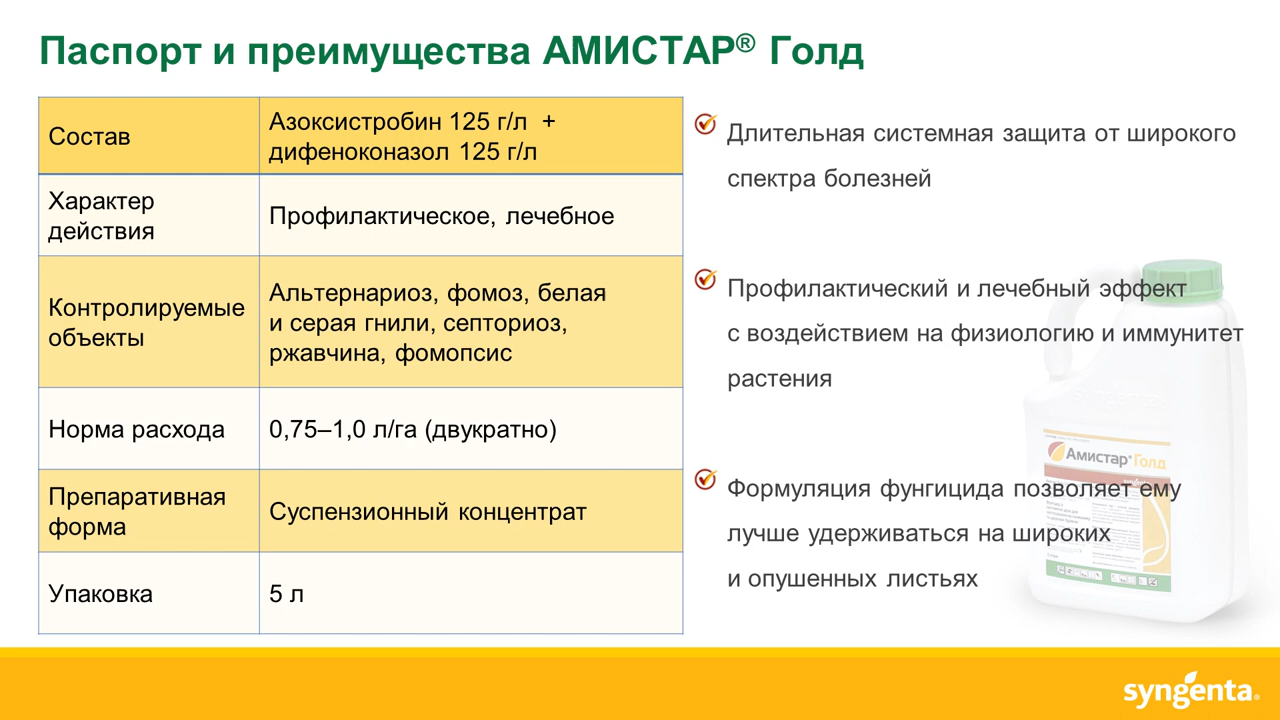 Паспорт и преимущества АМИСТАР® Голд
Состав
Азоксистробин 125 г/л +
дифеноконазол 125 г/л
Характер
действия
Профилактическое, лечебное
Контролируемые
объекты
Альтернариоз, фомоз, белая
и серая гнили, септориоз,
ржавчина, фомопсис
Норма расхода
0,75–1,0 л/га (двукратно)
Препаративная
форма
Суспензионный концентрат
Упаковка
5 л
Длительная системная защита от широкого
спектра болезней
Профилактический и лечебный эффект
с воздействием на физиологию и иммунитет
растения
Формуляция фунгицида позволяет ему
лучше удерживаться на широких
и опушенных листьях
syngenta
Амистар® Голд
syngenta®